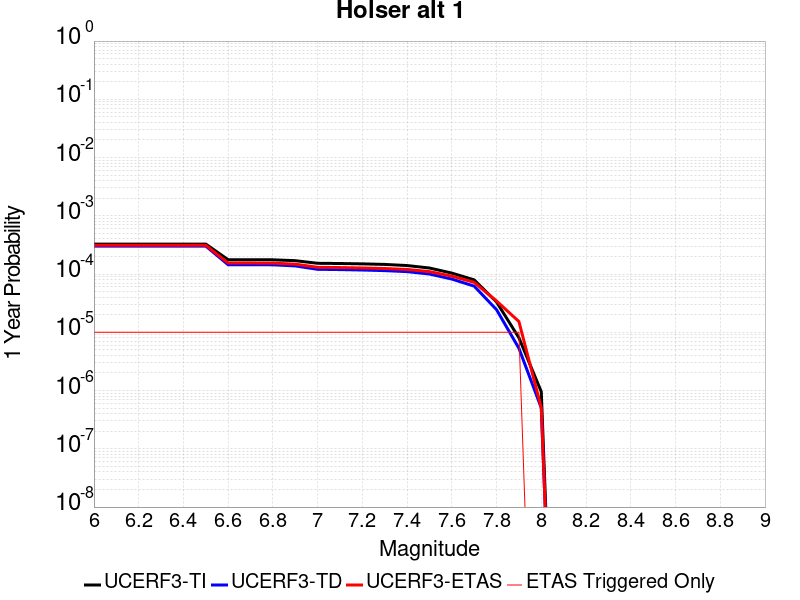 Holser alt 1
10^0
10^-1
10^-2
10^-3
10^-4
10^-5
10^-6
10^-7
10^-8
1 Year Probability
6 6.2 6.4 6.6 6.8 7 7.2 7.4 7.6 7.8 8 8.2 8.4 8.6 8.8 9
Magnitude
UCERF3-TI UCERF3-TD UCERF3-ETAS ETAS Triggered Only